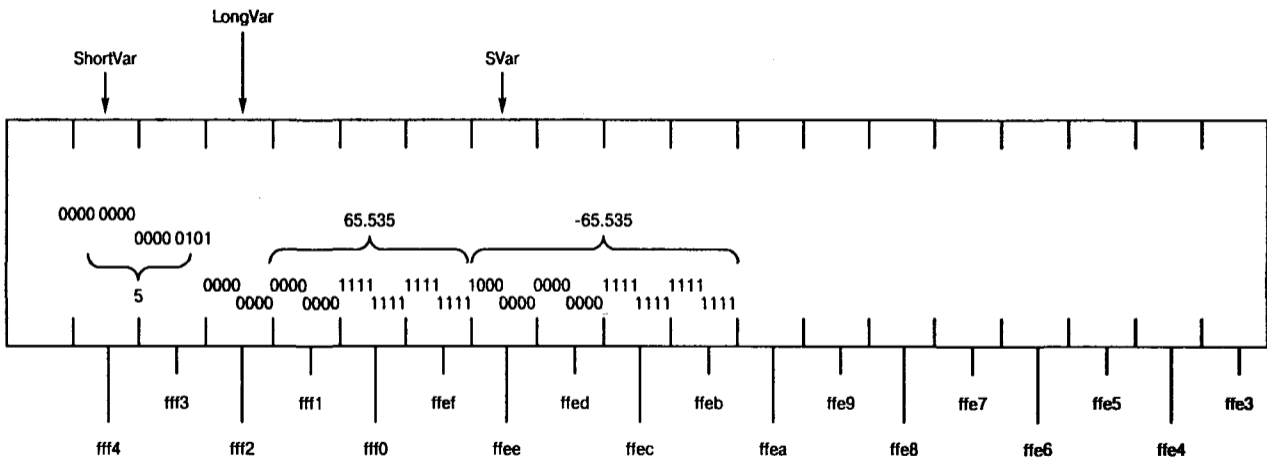 LongVar
ShortVar
SVar
0000 0000
65.535
-65.535
0000 0101
5
0000 0000 1111 1111 1000 0000 1111 1111
0000 0000 1111 1111 0000 0000 1111 1111
fff3 fff1 ffef ffed ffeb ffe9 ffe7 ffe5 ffe3
fff4 fff2 fff0 ffee ffec ffea ffe8 ffe6 ffe4